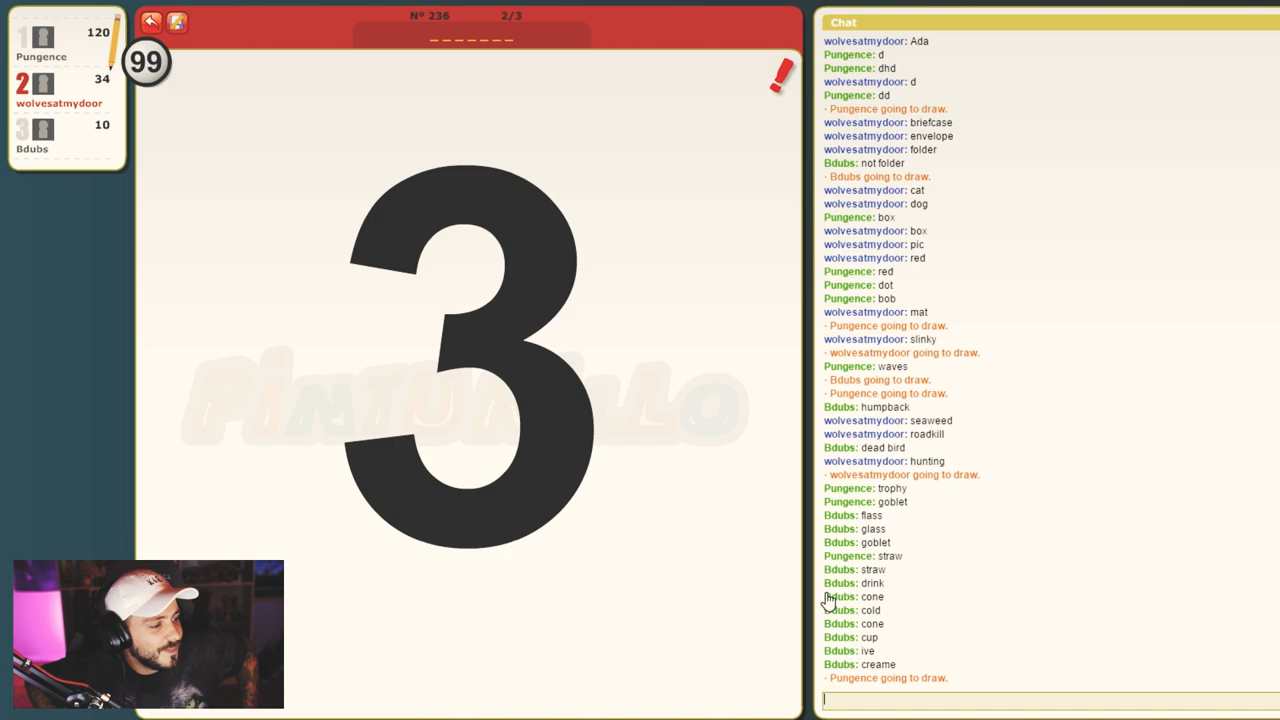 1 120
Pungence
2 34
wolvesatmydoor
3 10
Bdubs
99
Nº 236 2/3
_ _ _ _ _ _ _
!
3
Pinturillo
Chat
wolvesatmydoor: Ada
Pungence: d
Pungence: dhd
wolvesatmydoor: d
Pungence: dd
· Pungence going to draw.
wolvesatmydoor: briefcase
wolvesatmydoor: envelope
wolvesatmydoor: folder
Bdubs: not folder
· Bdubs going to draw.
wolvesatmydoor: cat
wolvesatmydoor: dog
Pungence: box
wolvesatmydoor: box
wolvesatmydoor: pic
wolvesatmydoor: red
Pungence: red
Pungence: dot
Pungence: bob
wolvesatmydoor: mat
· Pungence going to draw.
wolvesatmydoor: slinky
· wolvesatmydoor going to draw.
Pungence: waves
· Bdubs going to draw.
· Pungence going to draw.
Bdubs: humpback
wolvesatmydoor: seaweed
wolvesatmydoor: roadkill
Bdubs: dead bird
wolvesatmydoor: hunting
· wolvesatmydoor going to draw.
Pungence: trophy
Pungence: goblet
Bdubs: flass
Bdubs: glass
Bdubs: goblet
Pungence: straw
Bdubs: straw
Bdubs: drink
Bdubs: cone
Bdubs: cold
Bdubs: cone
Bdubs: cup
Bdubs: ive
Bdubs: creame
· Pungence going to draw.